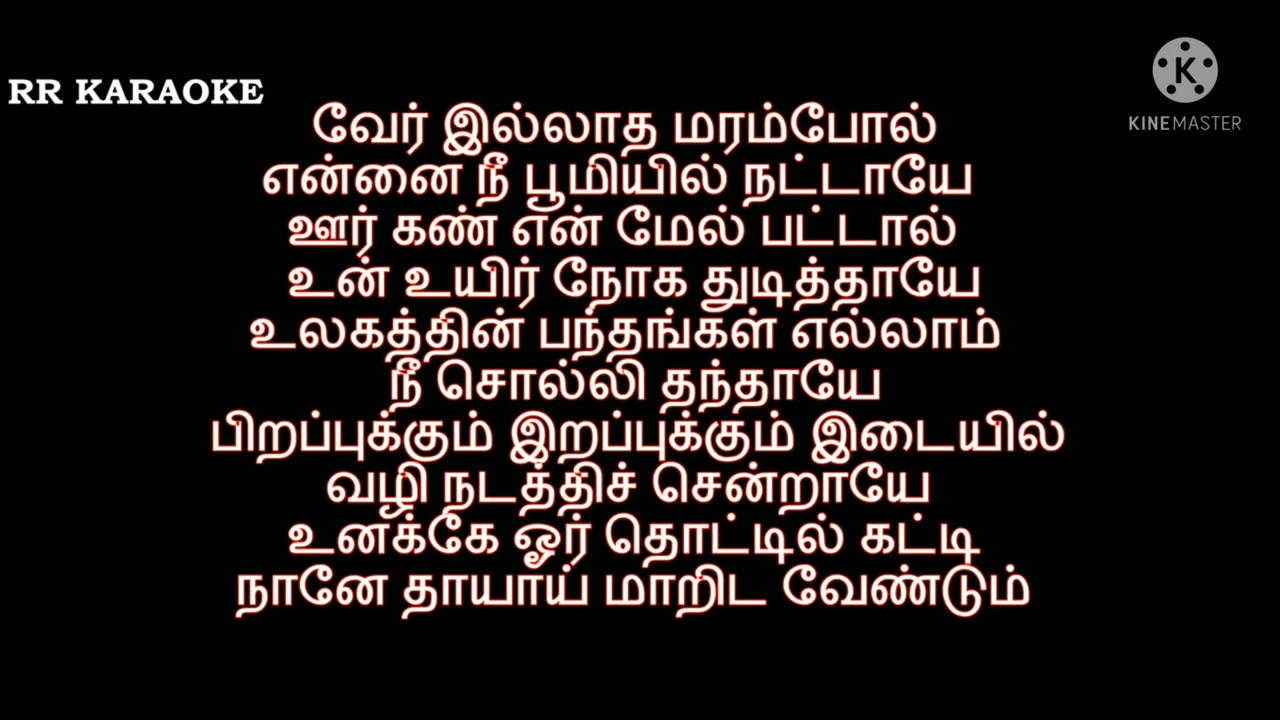 RR KARAOKE
K
KINEMASTER
வேர் இல்லாத மரம்போல்
என்னை நீ பூமியில் நட்டாயே
ஊர் கண் என் மேல் பட்டால்
உன் உயிர் நோக துடித்தாயே
உலகத்தின் பந்தங்கள் எல்லாம்
நீ சொல்லி தந்தாயே
பிறப்புக்கும் இறப்புக்கும் இடையில்
வழி நடத்திச் சென்றாயே
உனக்கே ஓர் தொட்டில் கட்டி
நானே தாயாய் மாறிட வேண்டும்